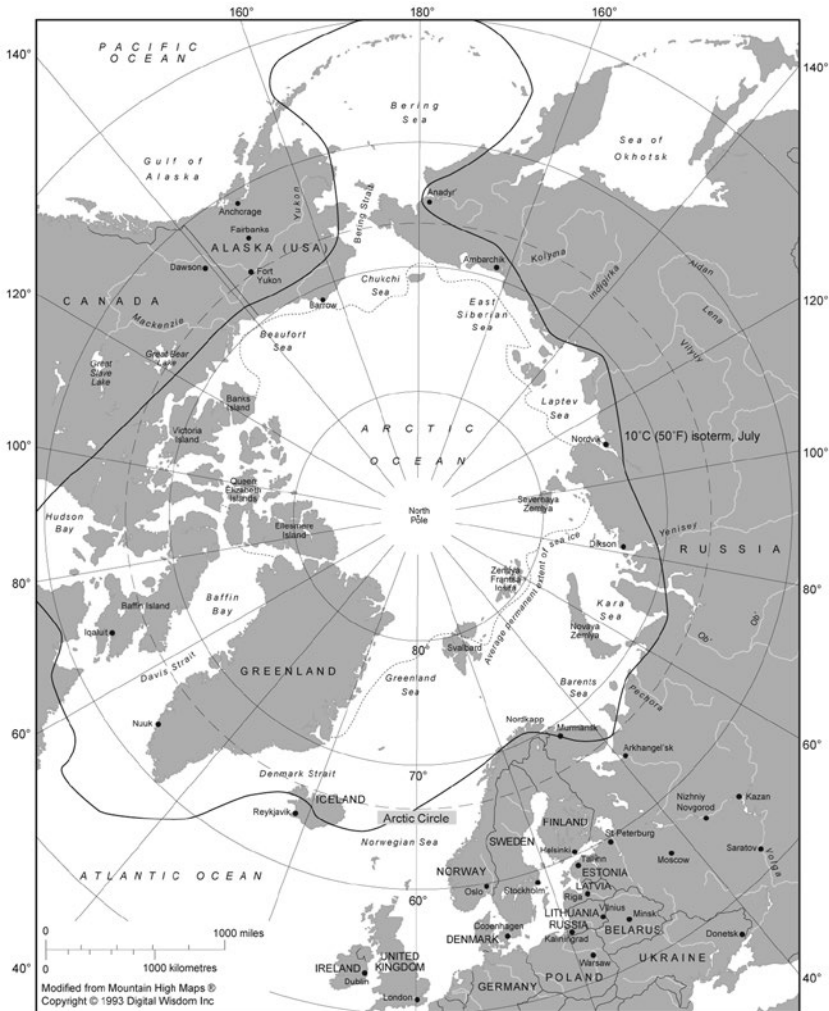 160°
180°
160°
140°
PACIFIC
OCEAN
140°
Bering
Sea
Sea of
Okhotsk
Gulf of
Alaska
Yukon
Bering Strait
Anadyr'
Anchorage
Fairbanks
ALASKA (USA)
Dawson
Fort
Yukon
Ambarchik
Kolyma
Indigirka
Aldan
120°
120°
CANADA
Chukchi
Sea
Barrow
East
Siberian
Sea
Lena
Mackenzie
Beaufort
Sea
Vilyuy
Great Bear
Lake
Great
Slave
Lake
Banks
Island
Laptev
Sea
Victoria
Island
ARCTIC
OCEAN
Nordvik
10°C (50°F) isoterm, July
100°
100°
Queen
Elizabeth
Islands
Severnaya
Zemlya
North
Pole
Hudson
Bay
Ellesmere
Island
Average permanent extent of sea ice
Dikson
Yenisey
RUSSIA
Zemlya
Frantsa
Iosifa
80°
80°
Baffin
Bay
Baffin Island
Kara
Sea
Novaya
Zemlya
Ob'
Ob'
Iqaluit
Svalbard
80°
Davis Strait
GREENLAND
Greenland
Sea
Barents
Sea
Pechora
Nuuk
Nordkapp
Murmansk
60°
60°
Arkhangel'sk
Denmark Strait
70°
ICELAND
Reykjavik
Arctic Circle
Nizhniy
Novgorod
Kazan
Norwegian Sea
FINLAND
SWEDEN
St Peterburg
Helsinki
Moscow
Saratov
Volga
Tallinn
ESTONIA
ATLANTIC OCEAN
NORWAY
Oslo
Stockholm
LATVIA
Riga
60°
Vilnius
LITHUANIA
Minsk
RUSSIA
BELARUS
Copenhagen
DENMARK
Kaliningrad
Donetsk
0 1000 miles
UKRAINE
Warsaw
UNITED
KINGDOM
IRELAND
Dublin
POLAND
GERMANY
London
40°
40°
0 1000 kilometres
Modified from Mountain High Maps ®
Copyright © 1993 Digital Wisdom Inc